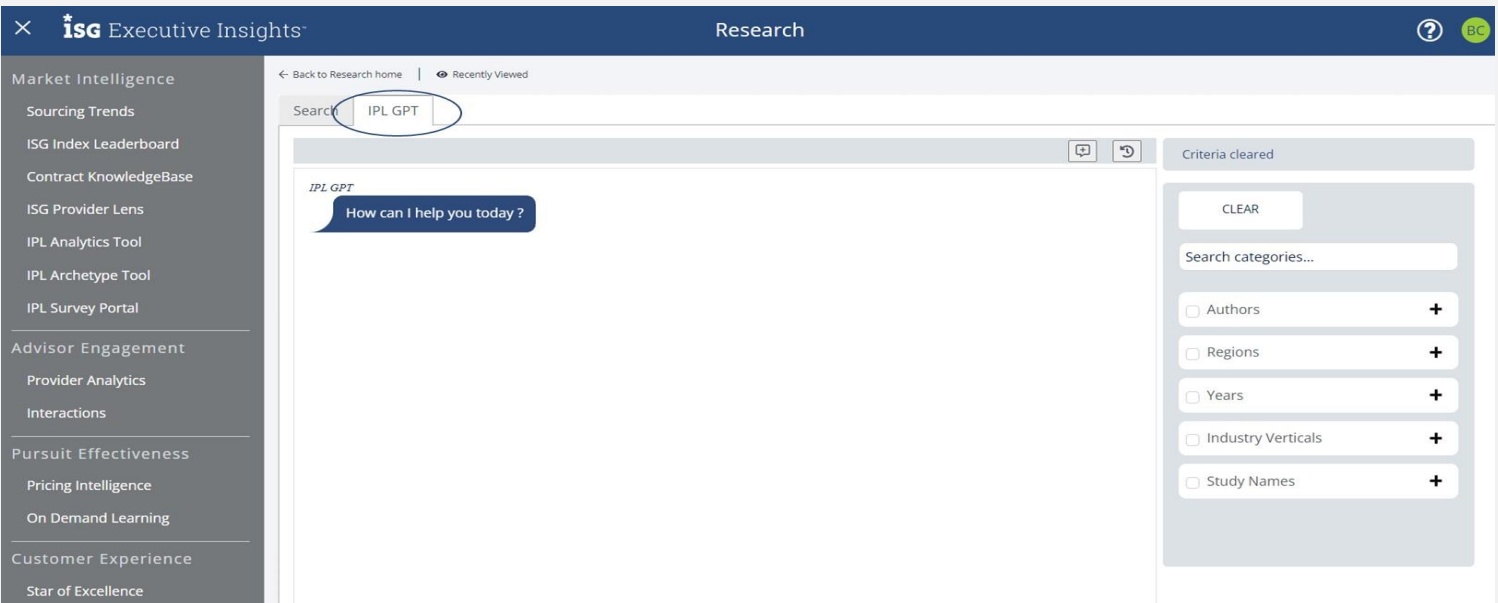 iSG Executive Insights™
Research
BC
Market Intelligence
Sourcing Trends
ISG Index Leaderboard
Contract KnowledgeBase
ISG Provider Lens
IPL Analytics Tool
IPL Archetype Tool
IPL Survey Portal
Advisor Engagement
Provider Analytics
Interactions
Pursuit Effectiveness
Pricing Intelligence
On Demand Learning
Customer Experience
Star of Excellence
Back to Research home | Recently Viewed
Search IPL GPT
IPL GPT
How can I help you today ?
Criteria cleared
CLEAR
Search categories...
Authors
Regions
Years
Industry Verticals
Study Names